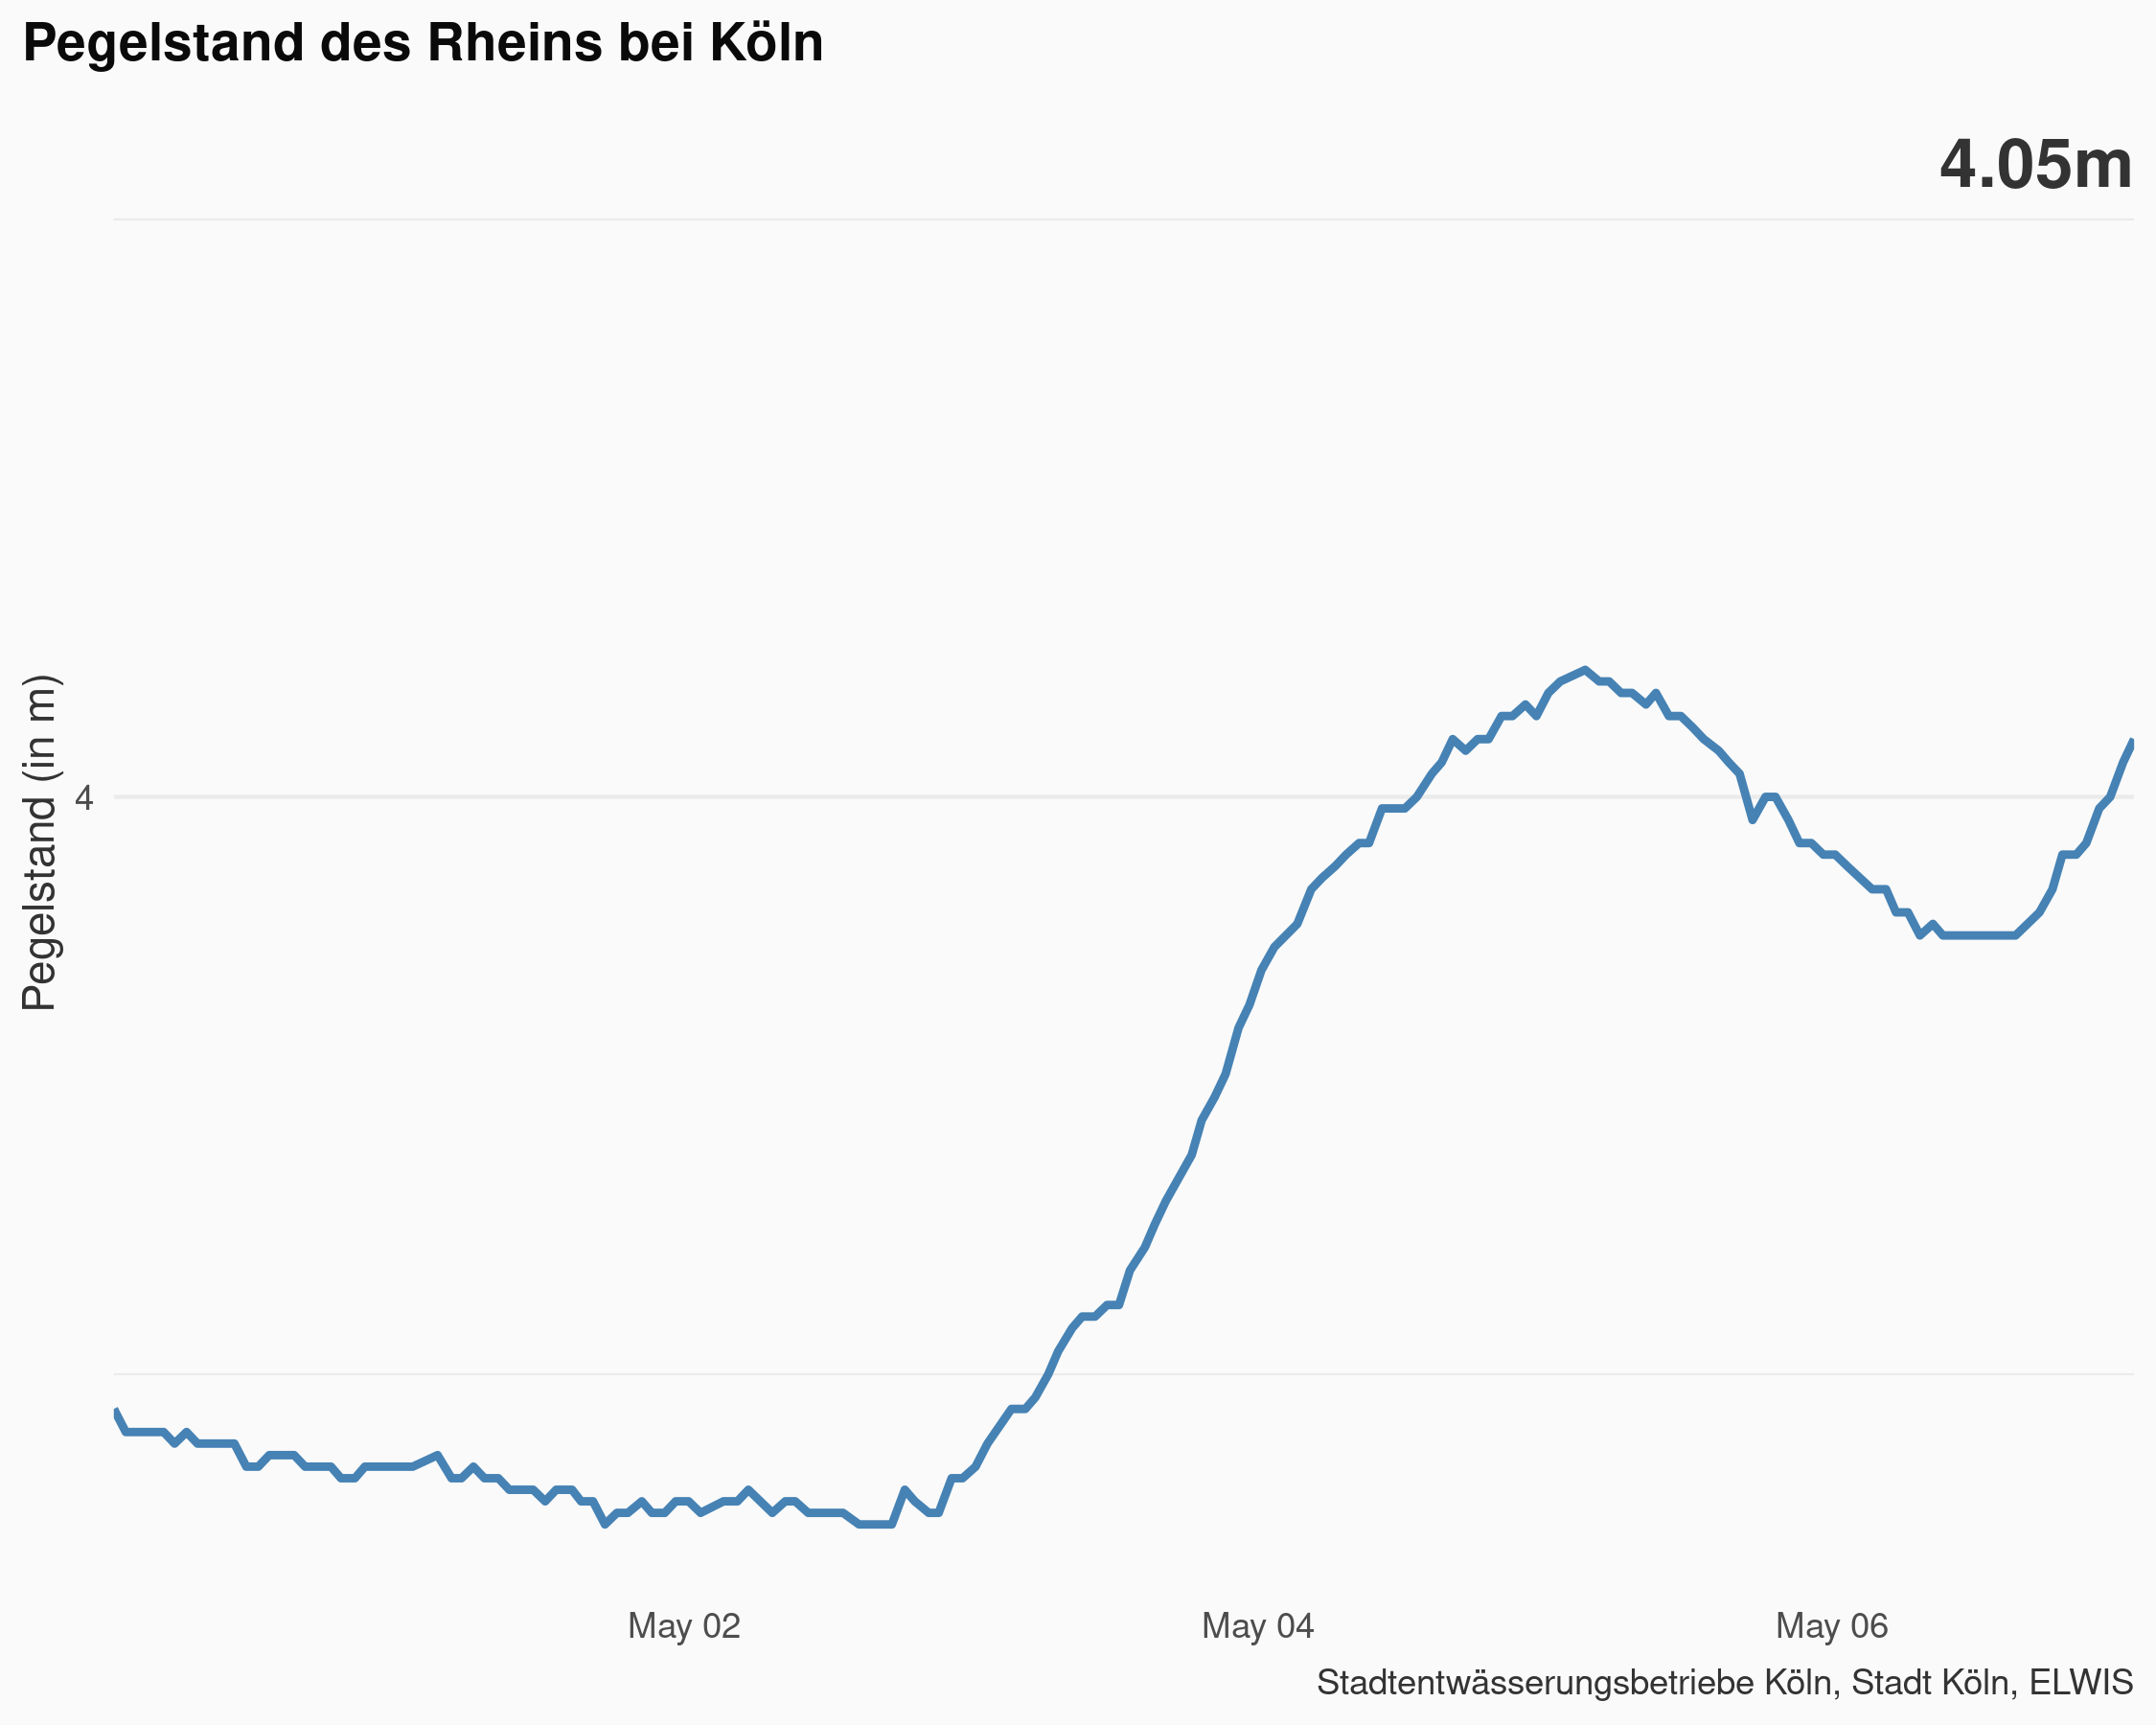 Pegelstand des Rheins bei Köln
4.05m
Pegelstand (in m)
4
May 02
May 04
May 06
Stadtentwässerungsbetriebe Köln, Stadt Köln, ELWIS